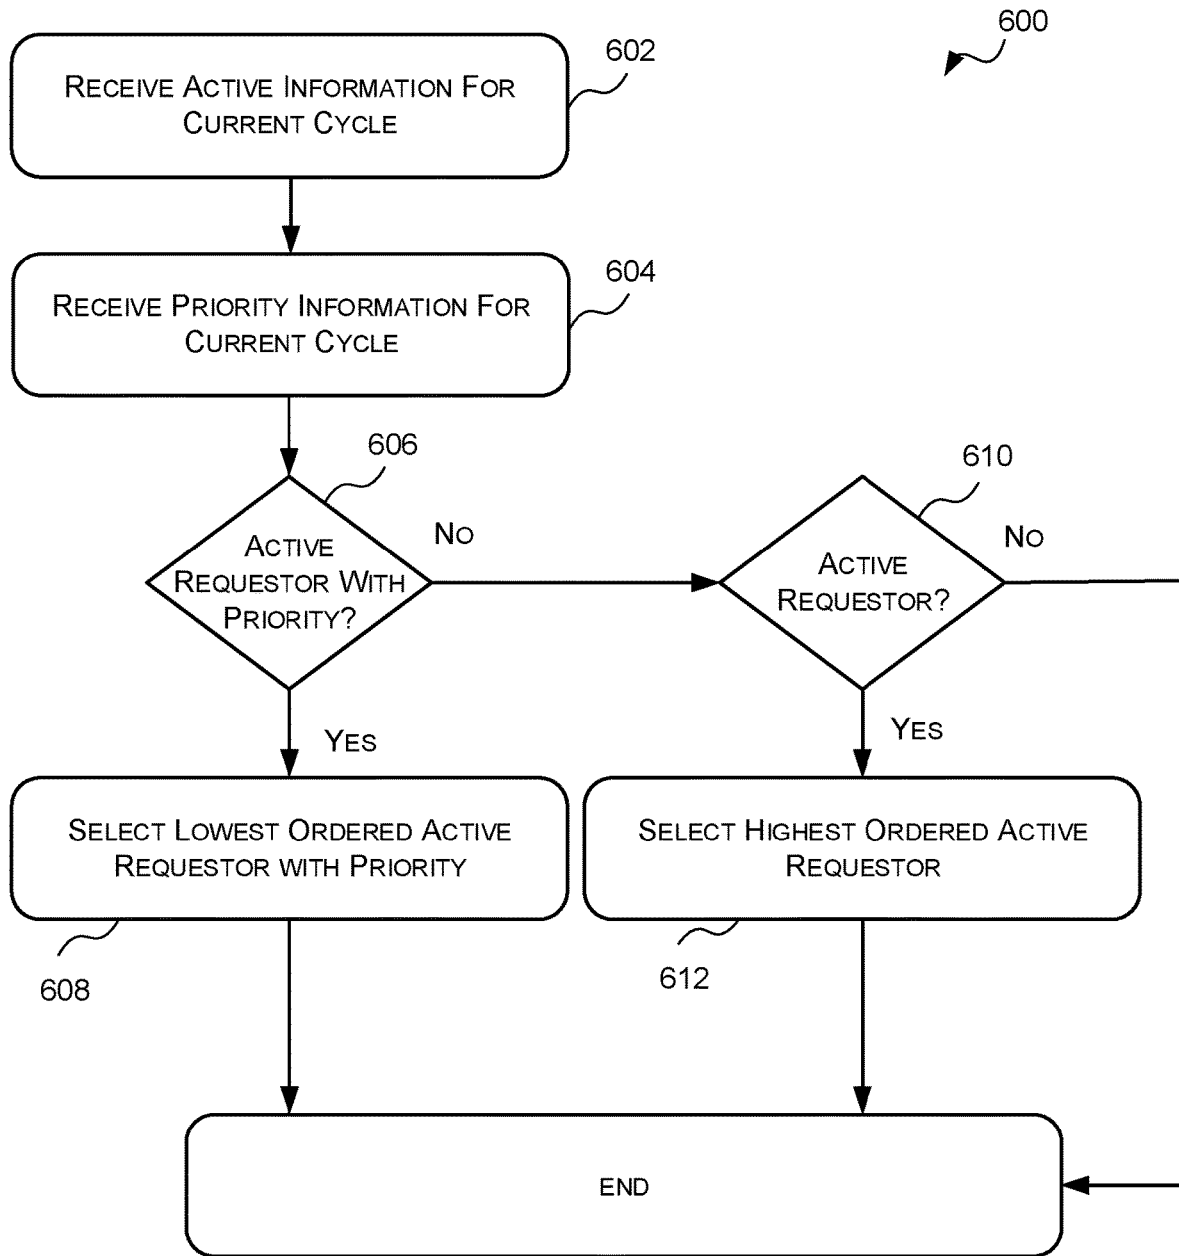 600
602
RECEIVE ACTIVE INFORMATION FOR
CURRENT CYCLE
604
RECEIVE PRIORITY INFORMATION FOR
CURRENT CYCLE
606
ACTIVE
REQUESTOR WITH
PRIORITY?
NO
610
ACTIVE
REQUESTOR?
NO
YES
YES
SELECT LOWEST ORDERED ACTIVE
REQUESTOR WITH PRIORITY
608
SELECT HIGHEST ORDERED ACTIVE
REQUESTOR
612
END